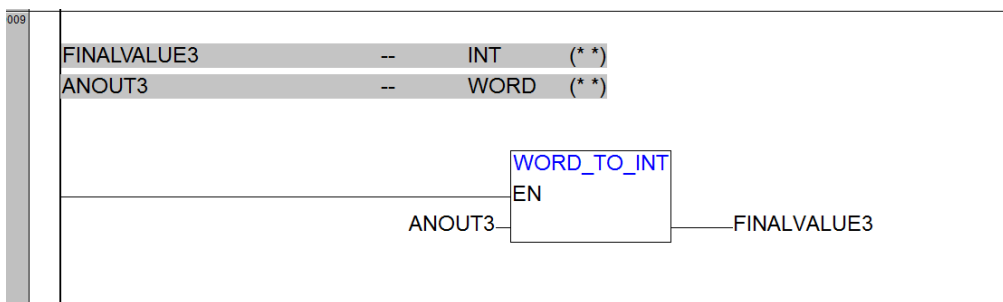 009
FINALVALUE3 -- INT (* *)
ANOUT3 -- WORD (* *)
WORD_TO_INT
EN
ANOUT3 FINALVALUE3